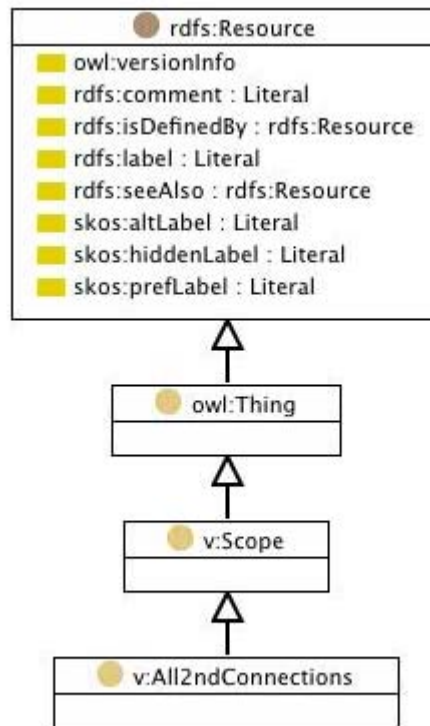 rdfs:Resource
owl:versionInfo
rdfs:comment : Literal
rdfs:isDefinedBy : rdfs:Resource
rdfs:label : Literal
rdfs:seeAlso : rdfs:Resource
skos:altLabel : Literal
skos:hiddenLabel : Literal
skos:prefLabel : Literal
owl:Thing
v:Scope
v:All2ndConnections